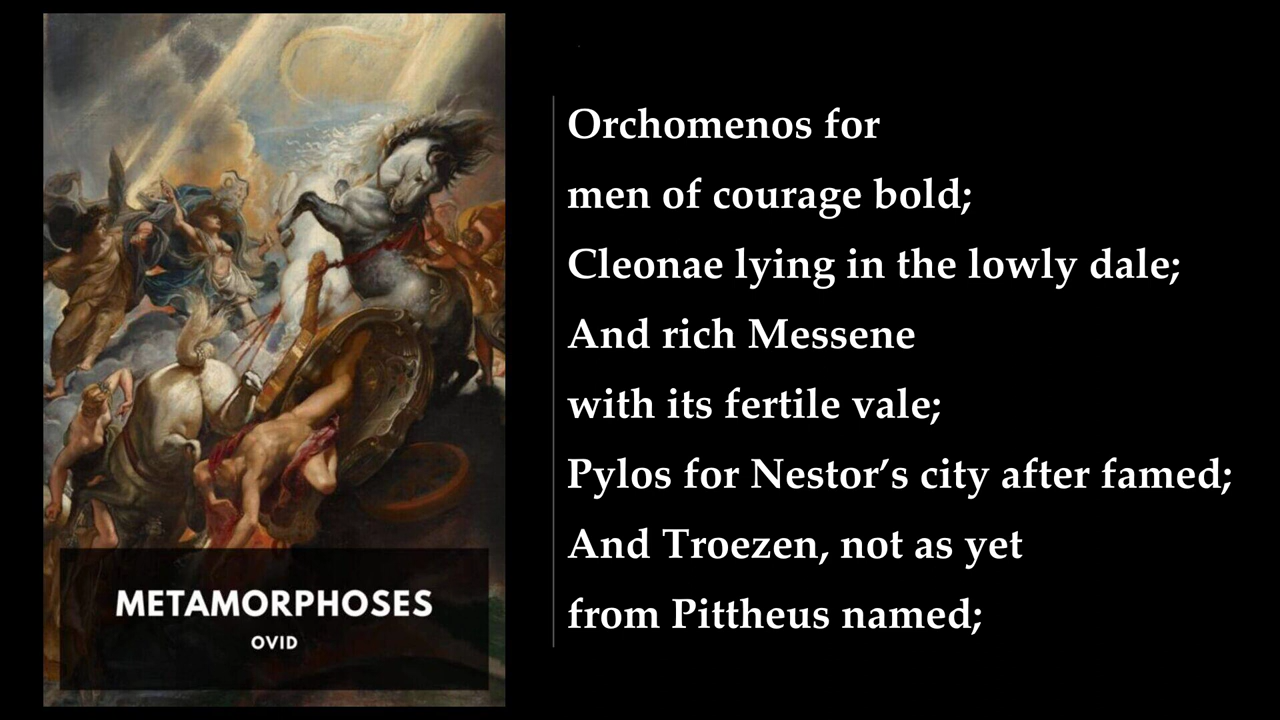 METAMORPHOSES
OVID
Orchomenos for
men of courage bold;
Cleonae lying in the lowly dale;
And rich Messene
with its fertile vale;
Pylos for Nestor’s city after famed;
And Troezen, not as yet
from Pittheus named;